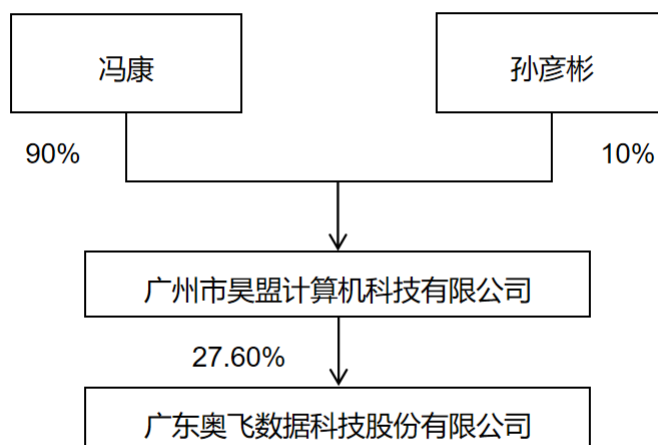 冯康
孙彦彬
90%
10%
广州市昊盟计算机科技有限公司
27.60%
广东奥飞数据科技股份有限公司